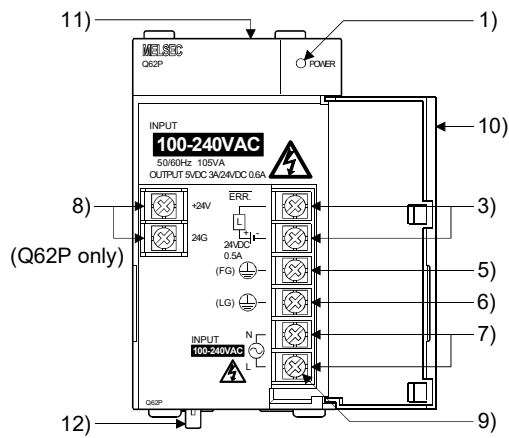 11)
1)
MELSEC
Q62P
POWER
10)
INPUT
100-240VAC
50/60Hz 105VA
OUTPUT 5VDC 3A/24VDC 0.6A
8)
+24V
24G
(Q62P only)
ERR.
L
+ -
24VDC
0.5A
3)
(FG)
5)
(LG)
6)
INPUT
100-240VAC
N
L
7)
9)
Q62P
12)